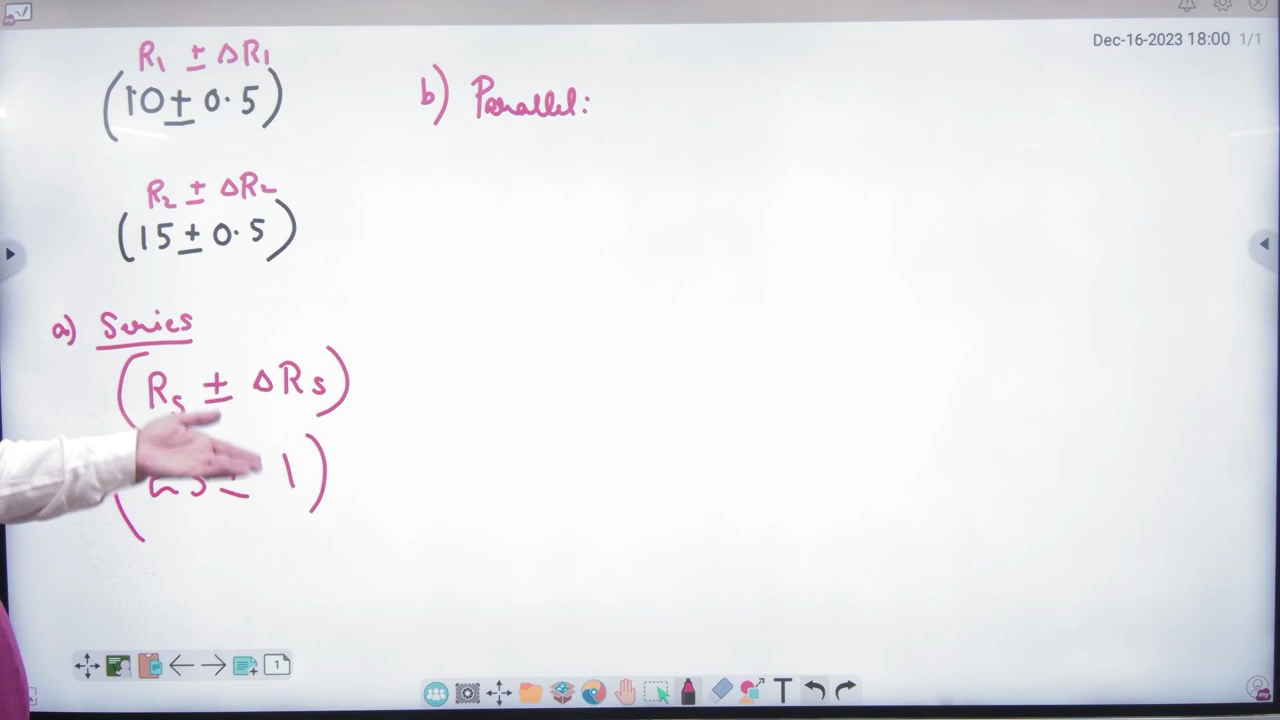 Dec-16-2023 18:00 1/1
R₁ ± ΔR₁
(10 ± 0.5)
R₂ ± ΔR₂
(15 ± 0.5)
a) Series
(Rs ± ΔRs)
1)
b) Parallel:
1
T